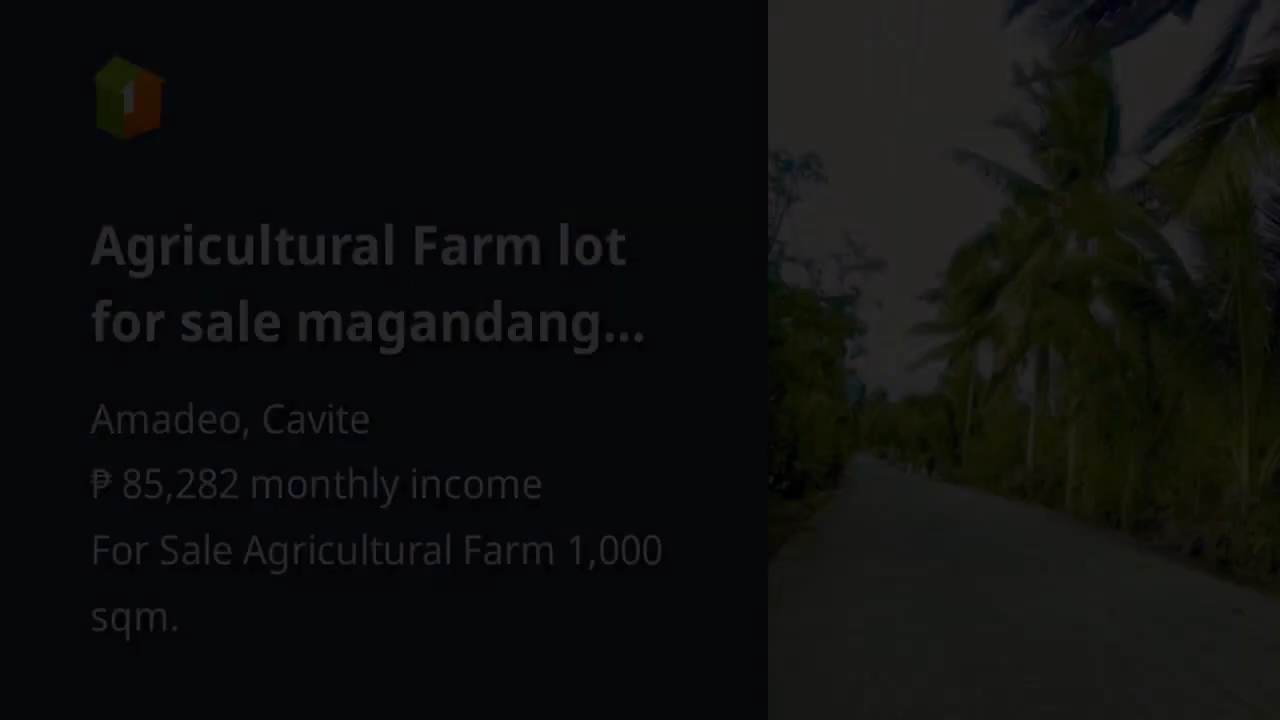 Agricultural Farm lot
for sale magandang...
Amadeo, Cavite
₱ 85,282 monthly income
For Sale Agricultural Farm 1,000
sqm.